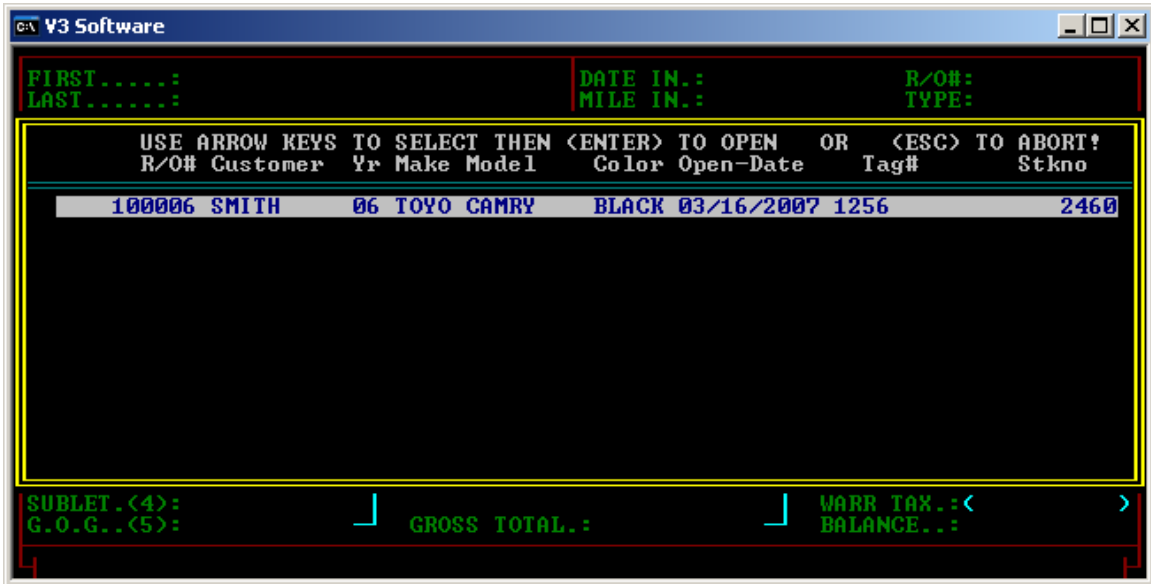 V3 Software
FIRST.....: DATE IN.: R/O#:
LAST......: MILE IN.: TYPE:
USE ARROW KEYS TO SELECT THEN <ENTER> TO OPEN OR <ESC> TO ABORT!
R/O# Customer Yr Make Model Color Open-Date Tag# Stkno
100006 SMITH 06 TOYO CAMRY BLACK 03/16/2007 1256 2460
SUBLET.(4): WARR TAX.:< >
G.O.G..(5): GROSS TOTAL.: BALANCE..: